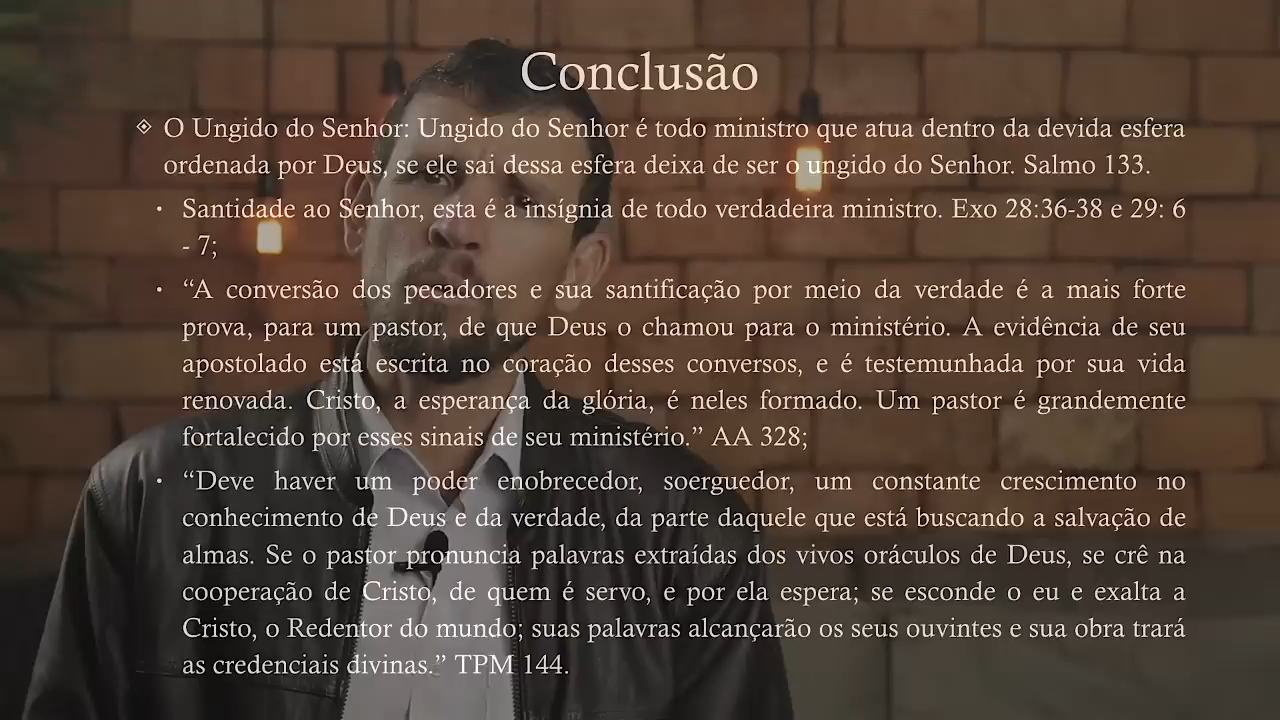 Conclusão
O Ungido do Senhor: Ungido do Senhor é todo ministro que atua dentro da devida esfera
ordenada por Deus, se ele sai dessa esfera deixa de ser o ungido do Senhor. Salmo 133.
• Santidade ao Senhor, esta é a insígnia de todo verdadeira ministro. Exo 28:36-38 e 29: 6
- 7;
• “A conversão dos pecadores e sua santificação por meio da verdade é a mais forte
prova, para um pastor, de que Deus o chamou para o ministério. A evidência de seu
apostolado está escrita no coração desses conversos, e é testemunhada por sua vida
renovada. Cristo, a esperança da glória, é neles formado. Um pastor é grandemente
fortalecido por esses sinais de seu ministério.” AA 328;
• “Deve haver um poder enobrecedor, soerguedor, um constante crescimento no
conhecimento de Deus e da verdade, da parte daquele que está buscando a salvação de
almas. Se o pastor pronuncia palavras extraídas dos vivos oráculos de Deus, se crê na
cooperação de Cristo, de quem é servo, e por ela espera; se esconde o eu e exalta a
Cristo, o Redentor do mundo; suas palavras alcançarão os seus ouvintes e sua obra trará
as credenciais divinas.” TPM 144.